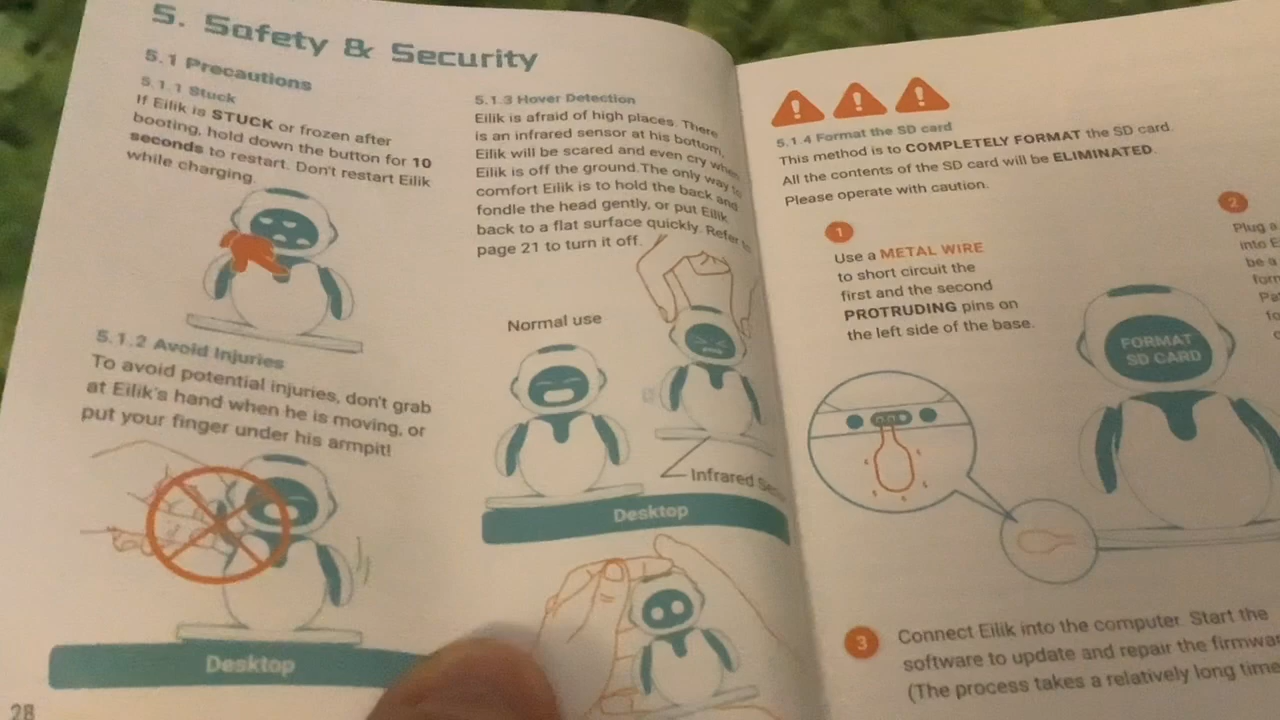 5. Safety & Security
5.1 Precautions
5.1.1 Stuck
If Eilik is STUCK or frozen after
booting, hold down the button for 10
seconds to restart. Don't restart Eilik
while charging.
5.1.2 Avoid Injuries
To avoid potential injuries, don't grab
at Eilik's hand when he is moving, or
put your finger under his armpit!
Desktop
28
5.1.3 Hover Detection
Eilik is afraid of high places. There
is an infrared sensor at his bottom,
Eilik will be scared and even cry when
Eilik is off the ground. The only way to
comfort Eilik is to hold the back and
fondle the head gently, or put Eilik
back to a flat surface quickly. Refer to
page 21 to turn it off.
Normal use
Infrared
Desktop
5.1.4 Format the SD card
This method is to COMPLETELY FORMAT the SD card.
All the contents of the SD card will be ELIMINATED.
Please operate with caution.
1
Use a METAL WIRE
to short circuit the
first and the second
PROTRUDING pins on
the left side of the base.
FORMAT
SD CARD
2
Plug a
into E
be a
3
Connect Eilik into the computer. Start the
software to update and repair the
(The process takes a relatively long time